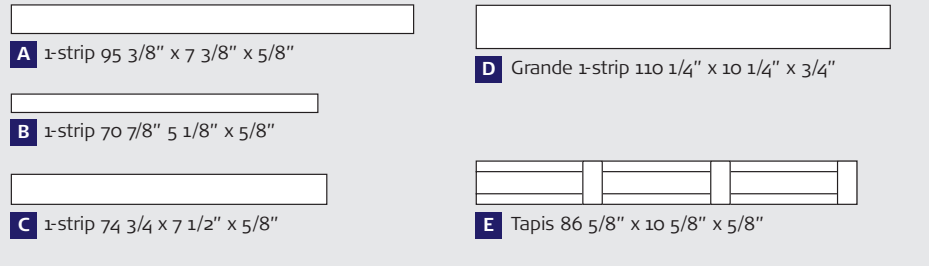 A 1-strip 95 3/8” x 7 3/8” x 5/8”
B 1-strip 70 7/8” 5 1/8” x 5/8”
C 1-strip 74 3/4 x 7 1/2” x 5/8”
D Grande 1-strip 110 1/4” x 10 1/4” x 3/4”
E Tapis 86 5/8” x 10 5/8” x 5/8”